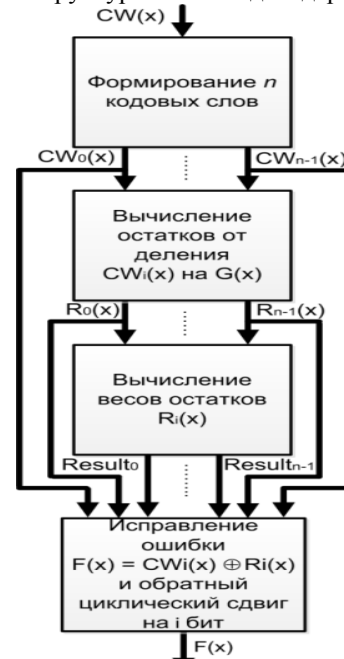 CW(x)
Формирование n
кодовых слов
CW0(x) CWn-1(x)
Вычисление
остатков от
деления
CWi(x) на G(x)
R0(x) Rn-1(x)
Вычисление
весов остатков
Ri(x)
Result0 Resultn-1
Исправление
ошибки
F(x) = CWi(x) ⊕ Ri(x)
и обратный
циклический сдвиг
на i бит
F(x)